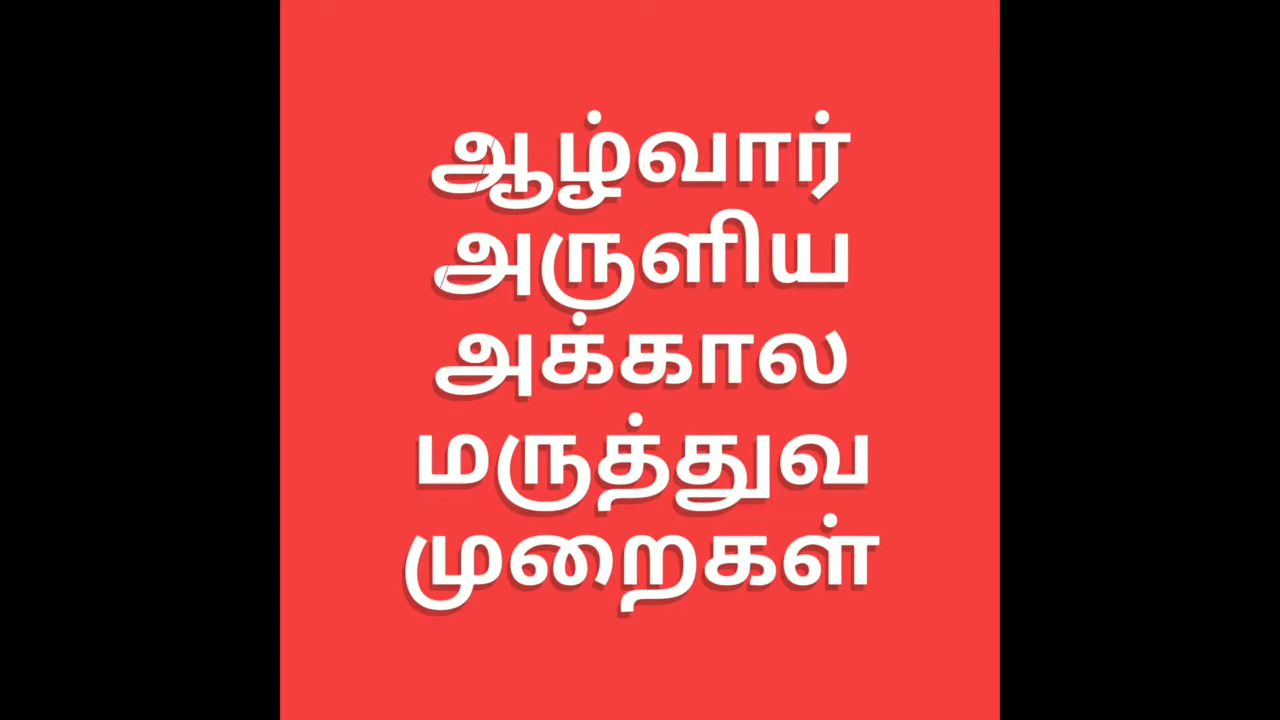 ஆழ்வார்
அருளிய
அக்கால
மருத்துவ
முறைகள்